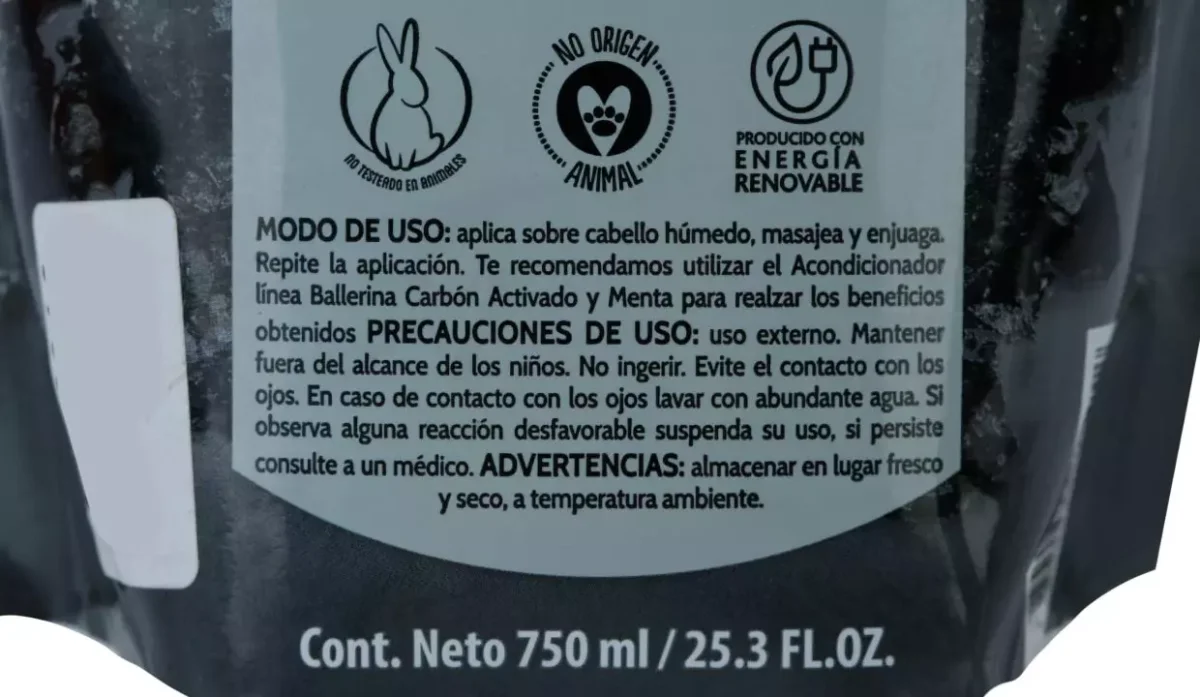 NO TESTEADO EN ANIMALES
NO ORIGEN
ANIMAL
PRODUCIDO CON
ENERGÍA
RENOVABLE
MODO DE USO: aplica sobre cabello húmedo, masajea y enjuaga.
Repite la aplicación. Te recomendamos utilizar el Acondicionador
línea Ballerina Carbón Activado y Menta para realzar los beneficios
obtenidos PRECAUCIONES DE USO: uso externo. Mantener
fuera del alcance de los niños. No ingerir. Evite el contacto con los
ojos. En caso de contacto con los ojos lavar con abundante agua. Si
observa alguna reacción desfavorable suspenda su uso, si persiste
consulte a un médico. ADVERTENCIAS: almacenar en lugar fresco
y seco, a temperatura ambiente.
Cont. Neto 750 ml / 25.3 FL.OZ.